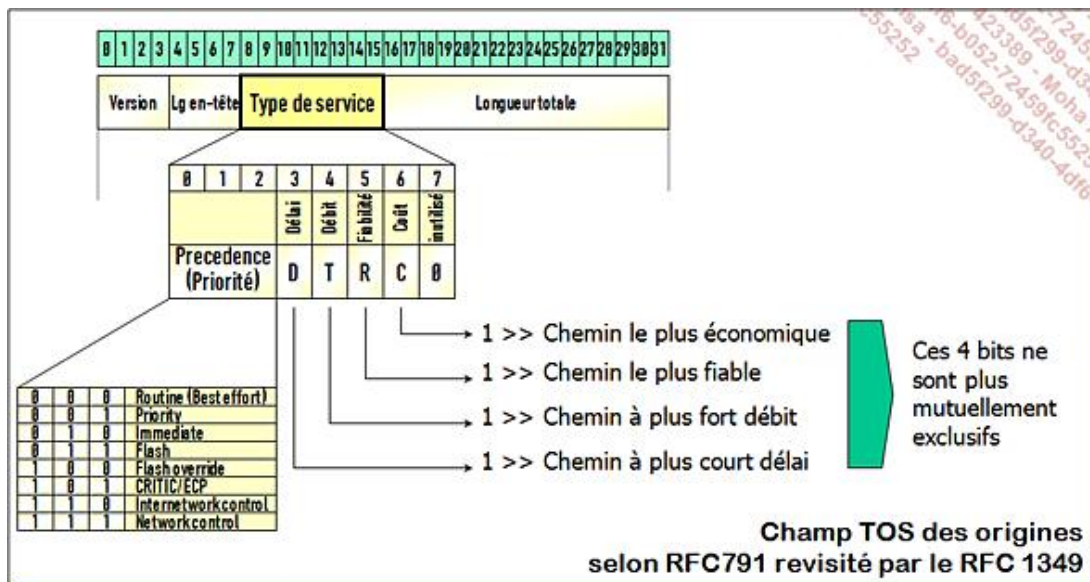 0 1 2 3 4 5 6 7 8 9 10 11 12 13 14 15 16 17 18 19 20 21 22 23 24 25 26 27 28 29 30 31
Version Lg en-tête Type de service Longueur totale
0 1 2 3 4 5 6 7
Délai Débit Fiabilité Coût inutilisé
Precedence
(Priorité) D T R C 0
1 >> Chemin le plus économique
1 >> Chemin le plus fiable
1 >> Chemin à plus fort débit
1 >> Chemin à plus court délai
Ces 4 bits ne
sont plus
mutuellement
exclusifs
0 0 0 Routine (Best effort)
0 0 1 Priority
0 1 0 Immediate
0 1 1 Flash
1 0 0 Flash override
1 0 1 CRITIC/ECP
1 1 0 Internetwork control
1 1 1 Network control
Champ TOS des origines
selon RFC791 revisité par le RFC 1349